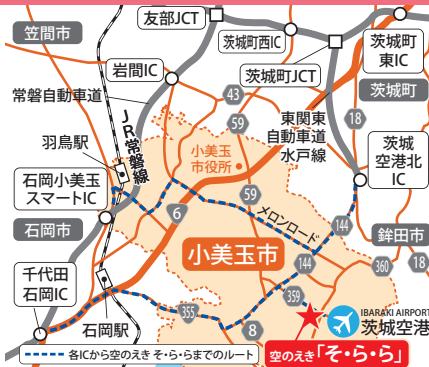 友部JCT
笠間市
茨城町西IC
茨城町
東IC
岩間IC
茨城町JCT
茨城町
常磐自動車道
43
東関東
自動車道
水戸線
18
59
JR常磐線
羽鳥駅
小美玉
市役所
茨城
空港北
IC
石岡小美玉
スマートIC
59
6
メロンロード
144
石岡市
鉾田市
小美玉市
144
360
18
千代田
石岡IC
359
石岡駅
355
8
IBARAKI AIRPORT
茨城空港
各ICから空のえき そ・ら・らまでのルート
空のえき「そ・ら・ら」